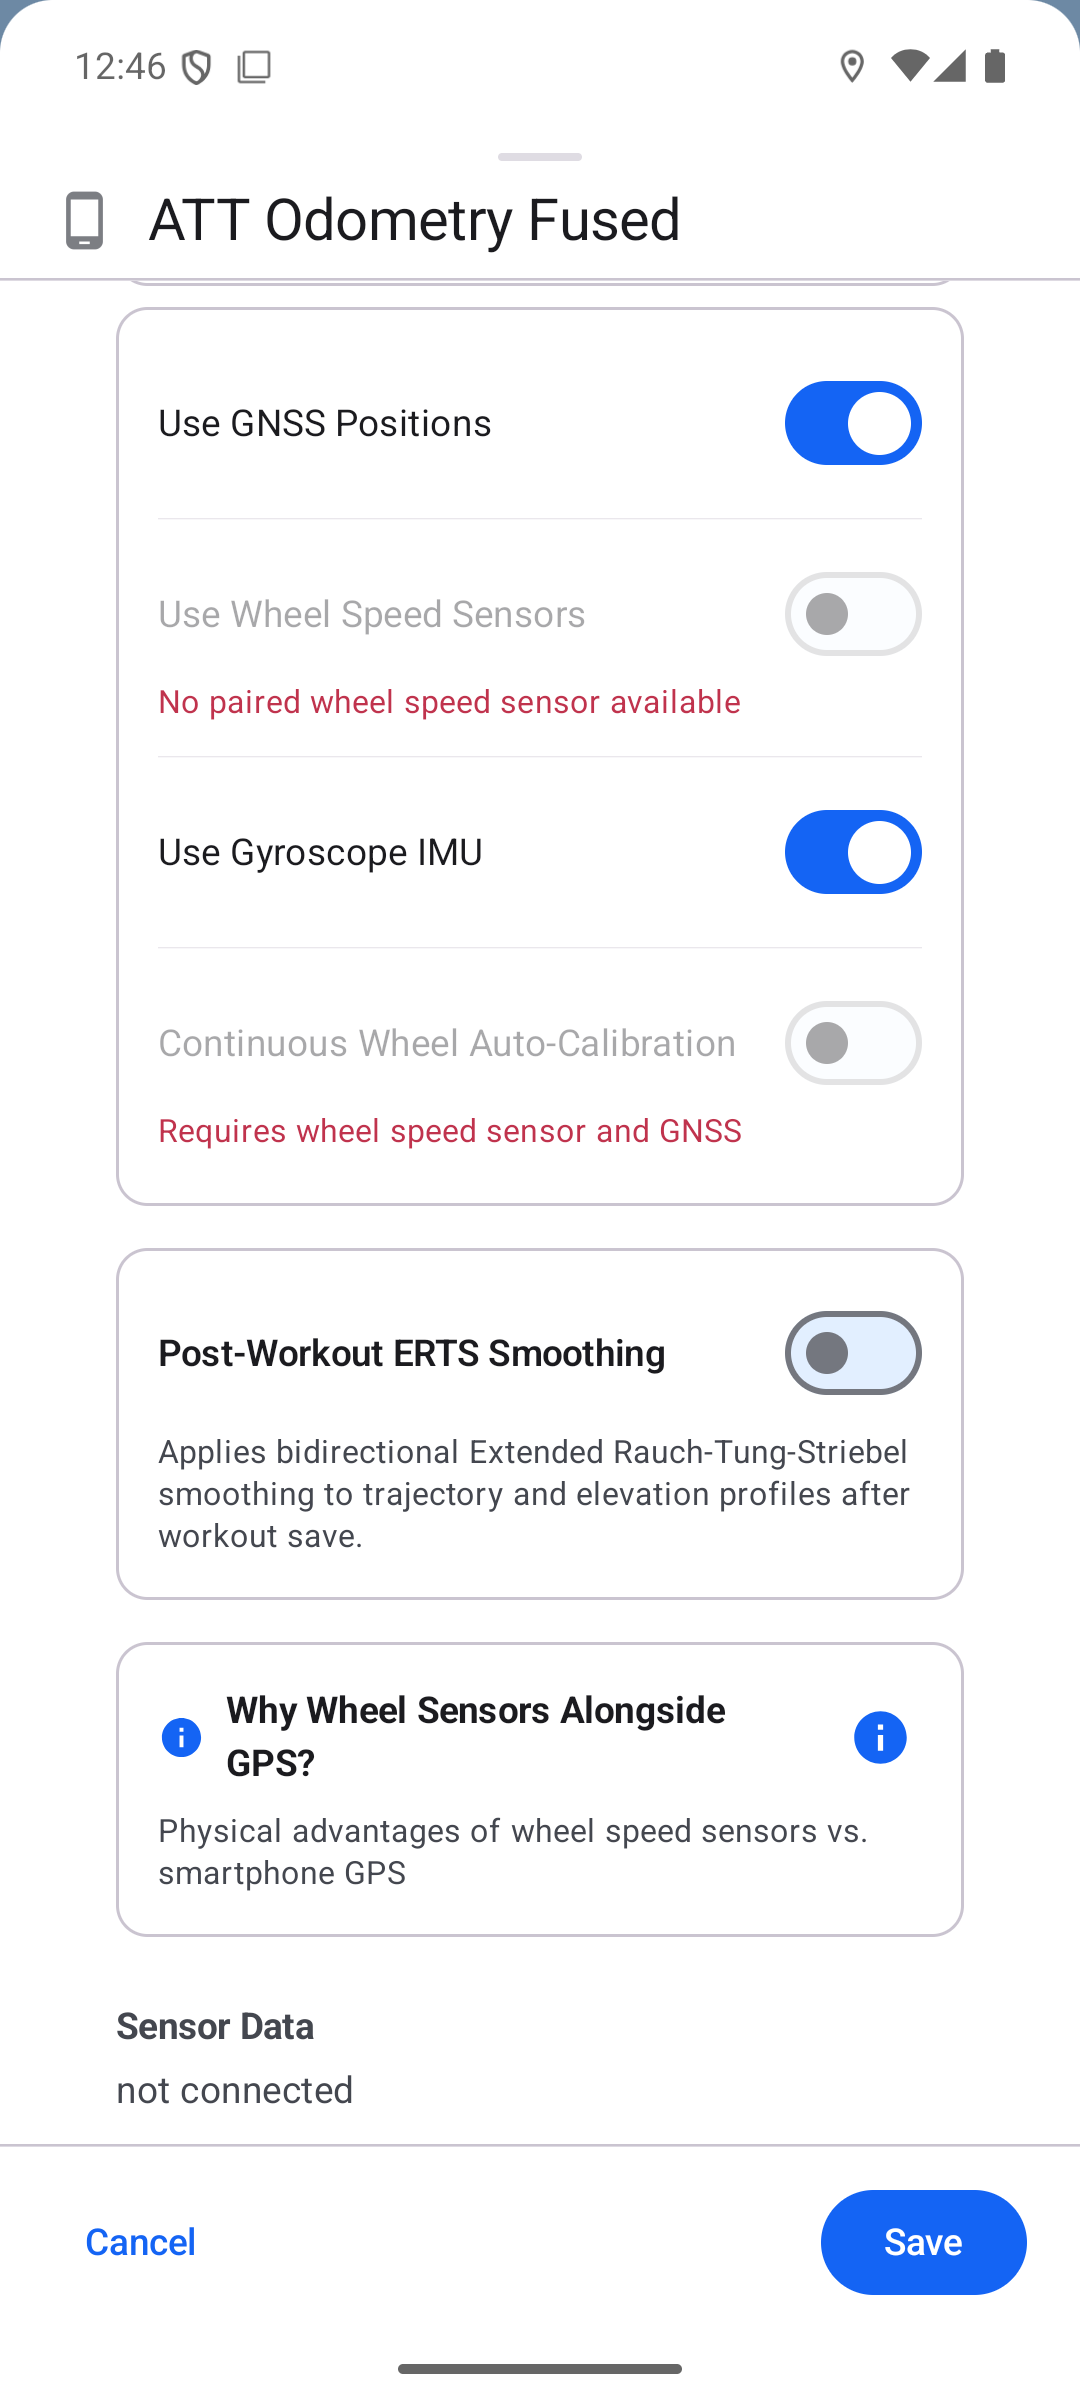 12:46
ATT Odometry Fused
Use GNSS Positions
Use Wheel Speed Sensors
No paired wheel speed sensor available
Use Gyroscope IMU
Continuous Wheel Auto-Calibration
Requires wheel speed sensor and GNSS
Post-Workout ERTS Smoothing
Applies bidirectional Extended Rauch-Tung-Striebel
smoothing to trajectory and elevation profiles after
workout save.
Why Wheel Sensors Alongside
GPS?
Physical advantages of wheel speed sensors vs.
smartphone GPS
Sensor Data
not connected
Cancel
Save